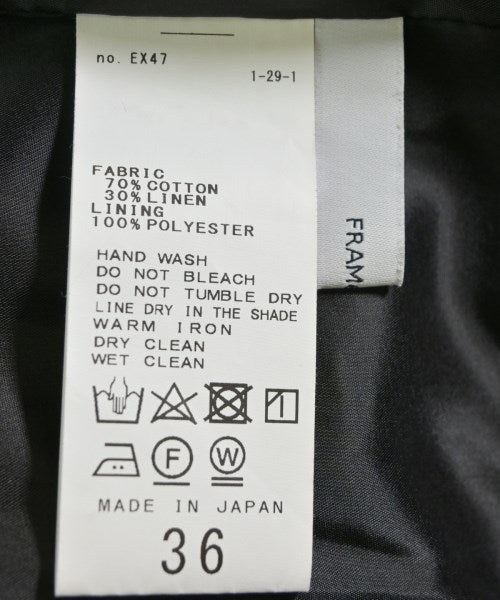 no. EX47
1-29-1
FABRIC
70% COTTON
30% LINEN
LINING
100% POLYESTER
HAND WASH
DO NOT BLEACH
DO NOT TUMBLE DRY
LINE DRY IN THE SHADE
WARM IRON
DRY CLEAN
WET CLEAN
F W
MADE IN JAPAN
36
FRAM